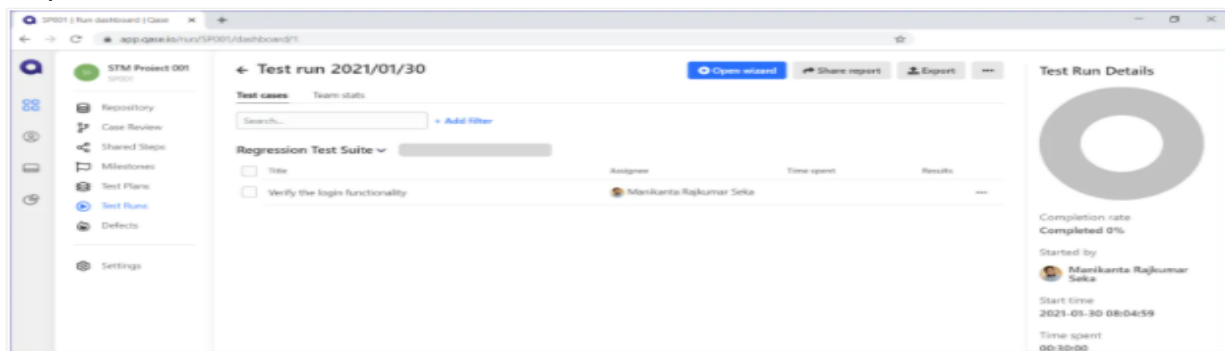 SP001 | Run dashboard | Qase
app.qase.io/run/SP001/dashboard/1
STM Project 001
SP001
Repository
Case Review
Shared Steps
Milestones
Test Plans
Test Runs
Defects
Settings
← Test run 2021/01/30
Open wizard
Share report
Export
Test cases Team stats
Search...
+ Add filter
Regression Test Suite
Title Assignee Time spent Results
Verify the login functionality Manikanta Rajkumar Seka
Test Run Details
Completion rate
Completed 0%
Started by
Manikanta Rajkumar
Seka
Start time
2021-01-30 08:04:59
Time spent
00:30:00